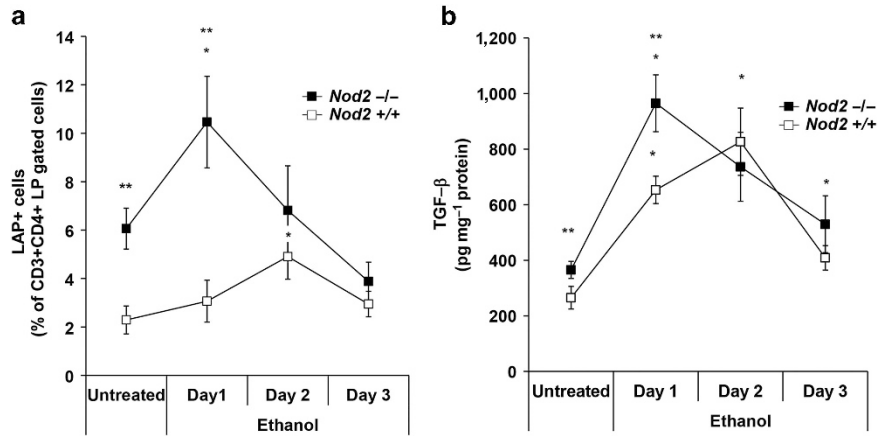 a
LAP+ cells
(% of CD3+CD4+ LP gated cells)
14
12
10
8
6
4
2
0
**
**
*
*
Nod2 –/–
Nod2 +/+
Untreated Day1 Day 2 Day 3
Ethanol
b
TGF–β
(pg mg⁻¹ protein)
1,200
1,000
800
600
400
200
0
**
**
*
*
*
*
Nod2 –/–
Nod2 +/+
Untreated Day 1 Day 2 Day 3
Ethanol